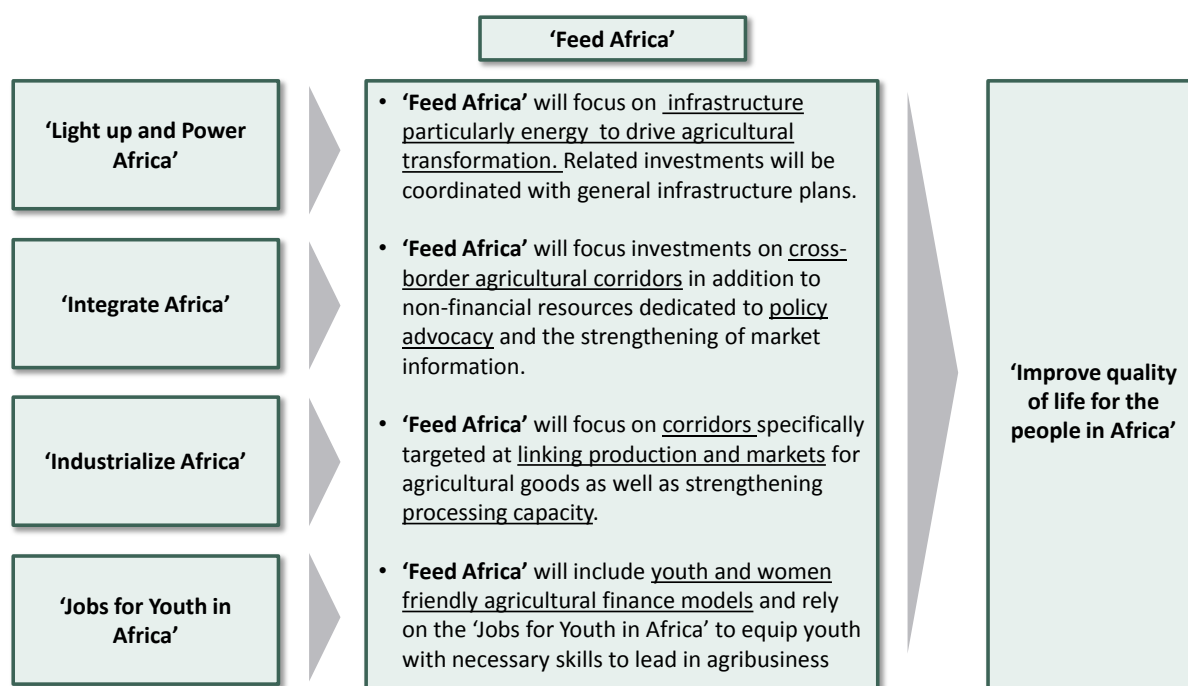 ‘Feed Africa’
‘Light up and Power
Africa’
‘Integrate Africa’
‘Industrialize Africa’
‘Jobs for Youth in
Africa’
• ‘Feed Africa’ will focus on infrastructure
particularly energy to drive agricultural
transformation. Related investments will be
coordinated with general infrastructure plans.
• ‘Feed Africa’ will focus investments on cross-
border agricultural corridors in addition to
non-financial resources dedicated to policy
advocacy and the strengthening of market
information.
• ‘Feed Africa’ will focus on corridors specifically
targeted at linking production and markets for
agricultural goods as well as strengthening
processing capacity.
• ‘Feed Africa’ will include youth and women
friendly agricultural finance models and rely
on the ‘Jobs for Youth in Africa’ to equip youth
with necessary skills to lead in agribusiness
‘Improve quality
of life for the
people in Africa’